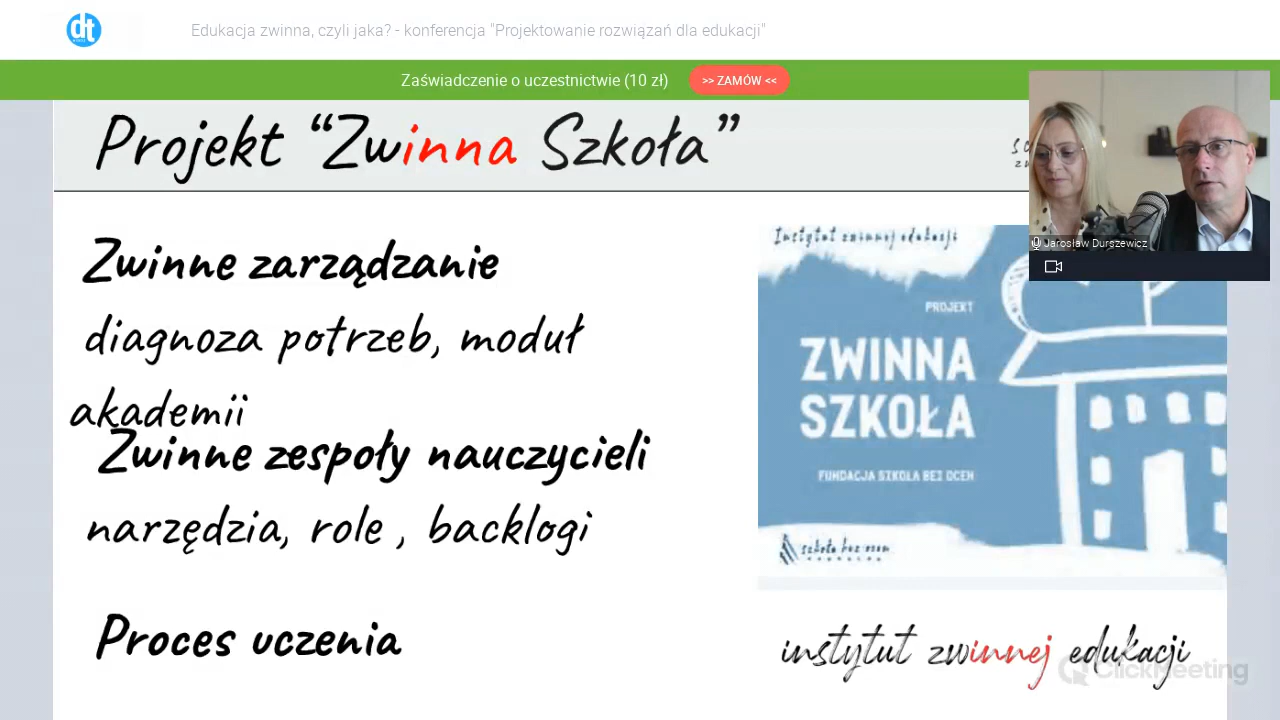 dt
Edukacja zwinna, czyli jaka? - konferencja "Projektowanie rozwiązań dla edukacji"
Zaświadczenie o uczestnictwie (10 zł)
>> ZAMÓW <<
Projekt “Zwinna Szkoła”
Jarosław Durszewicz
Zwinne zarządzanie
diagnoza potrzeb, moduł
akademii
Zwinne zespoły nauczycieli
narzędzia, role , backlogi
Proces uczenia
Instytut zwinnej edukacji
PROJEKT
ZWINNA
SZKOŁA
FUNDACJA SZKOŁA BEZ OCEN
szkoła bez ocen
instytut zwinnej edukacji
ClickMeeting